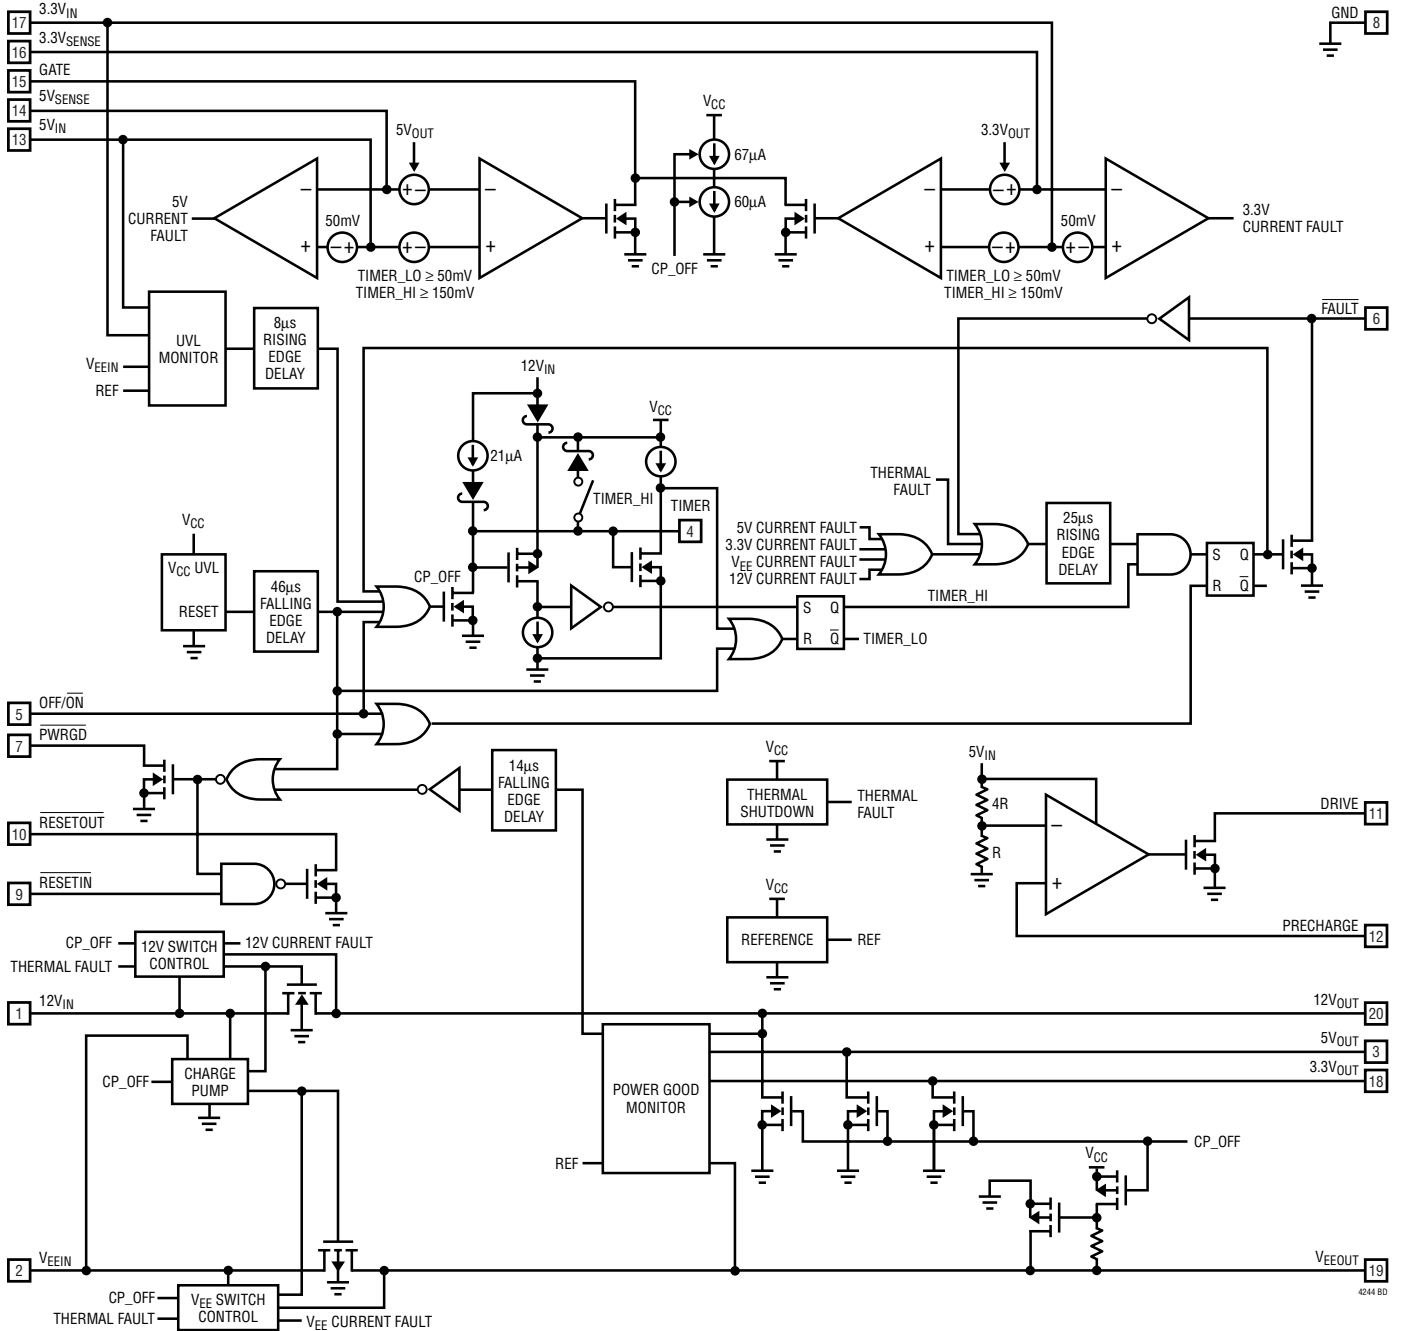 17 3.3VIN
16 3.3VSENSE
15 GATE
14 5VSENSE
13 5VIN
GND 8
5VOUT
VCC
67µA
60µA
CP_OFF
3.3VOUT
5V
CURRENT
FAULT
50mV
− + − + − +
+ − + − + −
TIMER_LO ≥ 50mV
TIMER_HI ≥ 150mV
50mV
− + − + − +
− + − + + −
TIMER_LO ≥ 50mV
TIMER_HI ≥ 150mV
3.3V
CURRENT FAULT
FAULT 6
UVL
MONITOR
VEEIN
REF
8µs
RISING
EDGE
DELAY
12VIN
21µA
VCC
TIMER_HI
TIMER
4
THERMAL
FAULT
5V CURRENT FAULT
3.3V CURRENT FAULT
VEE CURRENT FAULT
12V CURRENT FAULT
25µs
RISING
EDGE
DELAY
S Q
R Q
VCC
VCC UVL
RESET
46µs
FALLING
EDGE
DELAY
CP_OFF
TIMER_HI
S Q
R Q
TIMER_LO
5 OFF/ON
7 PWRGD
10 RESETOUT
9 RESETIN
14µs
FALLING
EDGE
DELAY
VCC
THERMAL
SHUTDOWN
THERMAL
FAULT
VCC
REFERENCE
REF
5VIN
4R
R
−
+
DRIVE 11
PRECHARGE 12
CP_OFF
THERMAL FAULT
12V SWITCH
CONTROL
12V CURRENT FAULT
1 12VIN
12VOUT 20
5VOUT 3
3.3VOUT 18
CP_OFF
CHARGE
PUMP
POWER GOOD
MONITOR
REF
CP_OFF
VCC
2 VEEIN
VEEOUT 19
CP_OFF
THERMAL FAULT
VEE SWITCH
CONTROL
VEE CURRENT FAULT
4244 BD